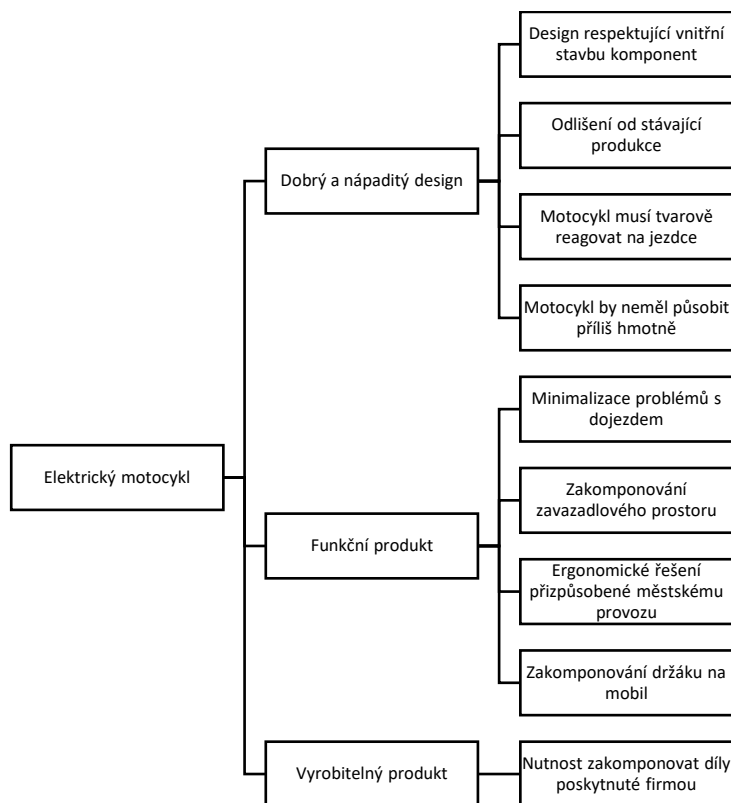 Elektrický motocykl
Dobrý a nápaditý design
Design respektující vnitřní
stavbu komponent
Odlišení od stávající
produkce
Motocykl musí tvarově
reagovat na jezdce
Motocykl by neměl působit
příliš hmotně
Funkční produkt
Minimalizace problémů s
dojezdem
Zakomponování
zavazadlového prostoru
Ergonomické řešení
přizpůsobené městskému
provozu
Zakomponování držáku na
mobil
Vyrobitelný produkt
Nutnost zakomponovat díly
poskytnuté firmou